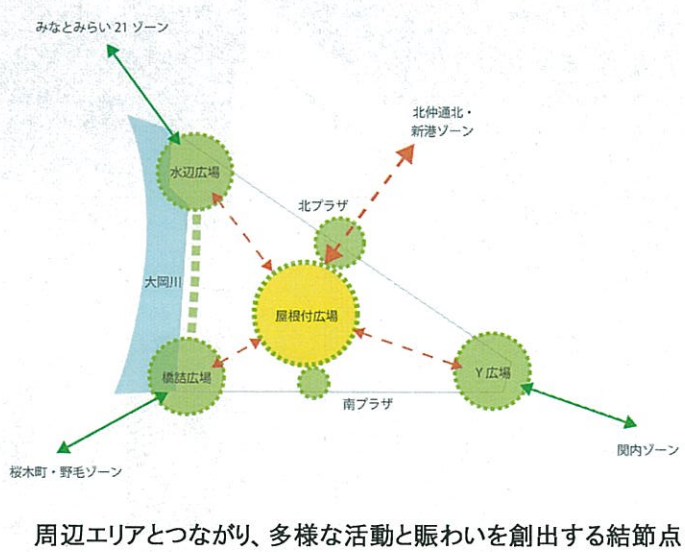 みなとみらい21ゾーン
北仲通北・
新港ゾーン
水辺広場
北プラザ
大岡川
屋根付広場
橋詰広場
Y広場
南プラザ
関内ゾーン
桜木町・野毛ゾーン
周辺エリアとつながり、多様な活動と賑わいを創出する結節点